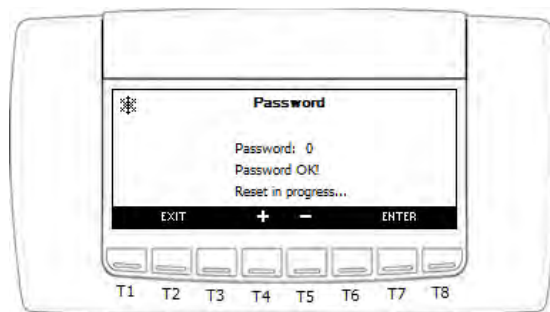 Password
Password: 0
Password OK!
Reset in progress...
EXIT + − ENTER
T1 T2 T3 T4 T5 T6 T7 T8